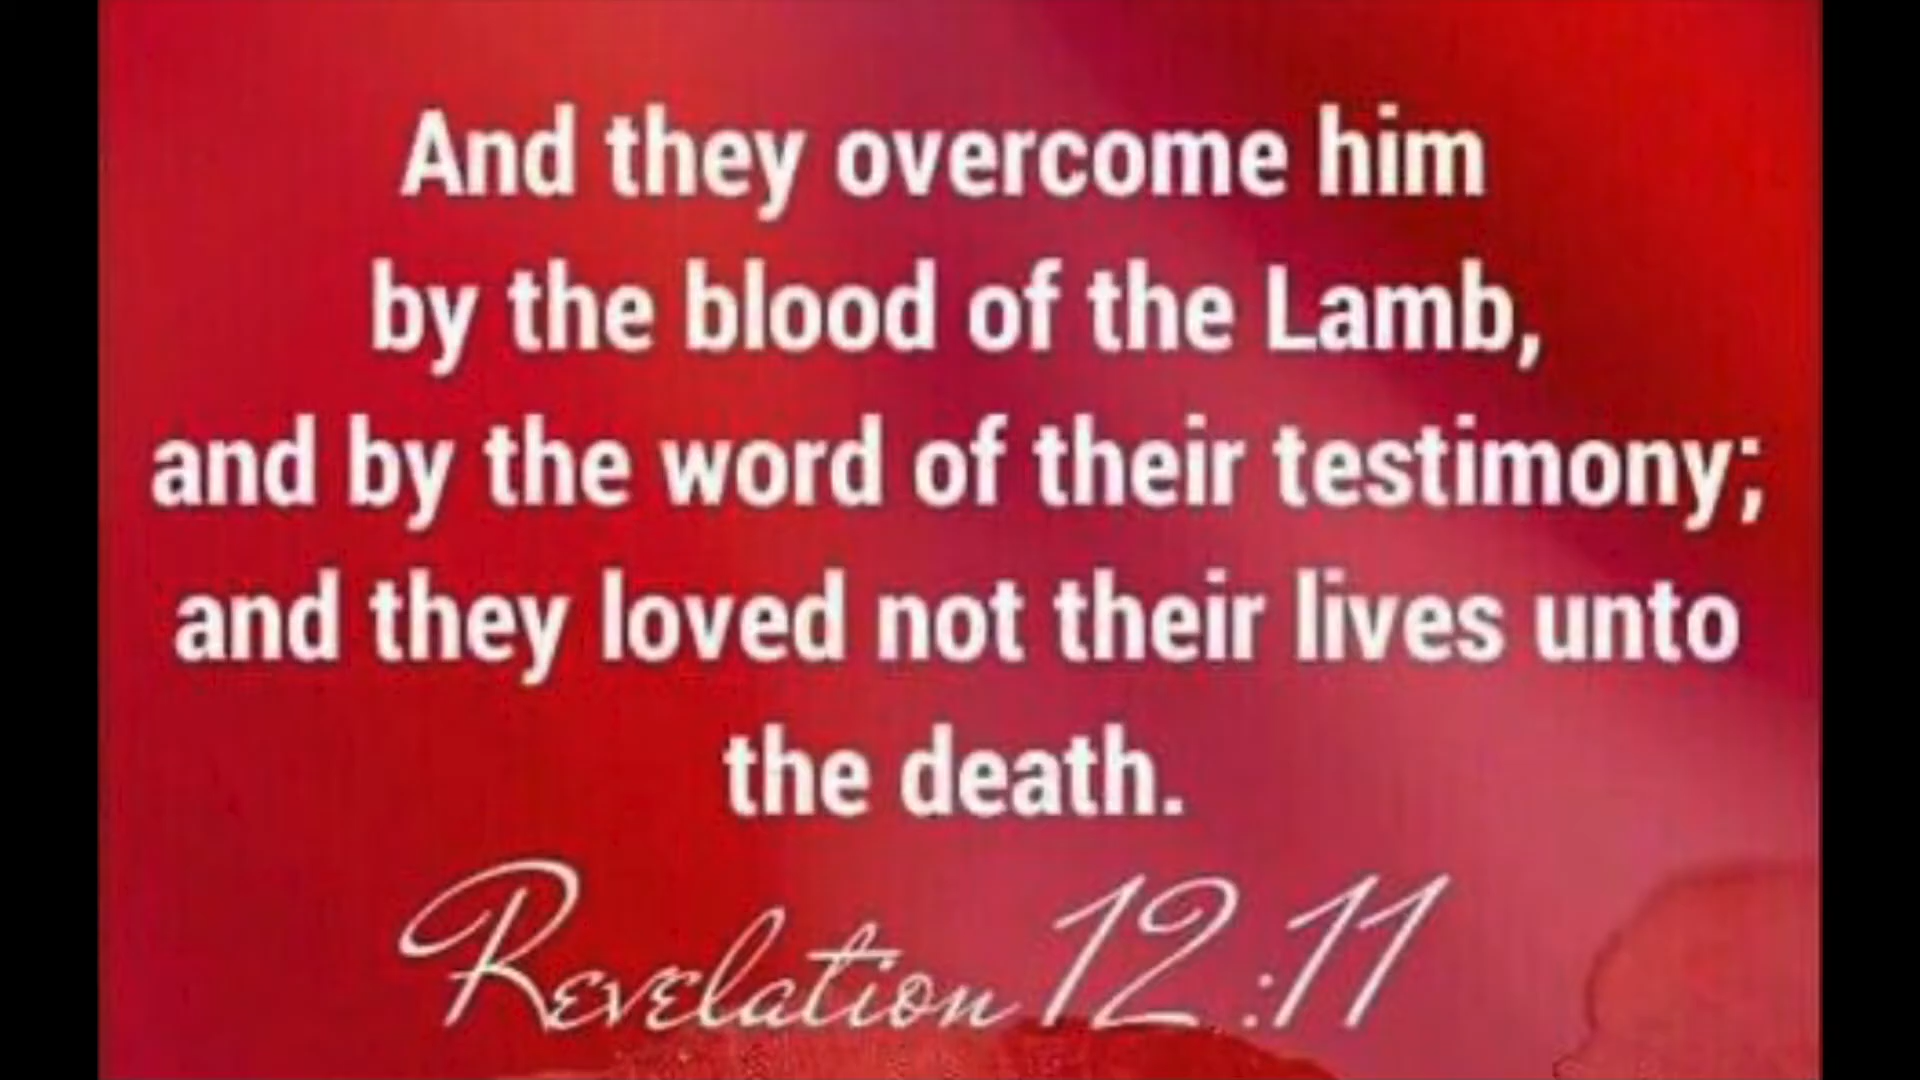 And they overcome him
by the blood of the Lamb,
and by the word of their testimony;
and they loved not their lives unto
the death.
Revelation 12:11